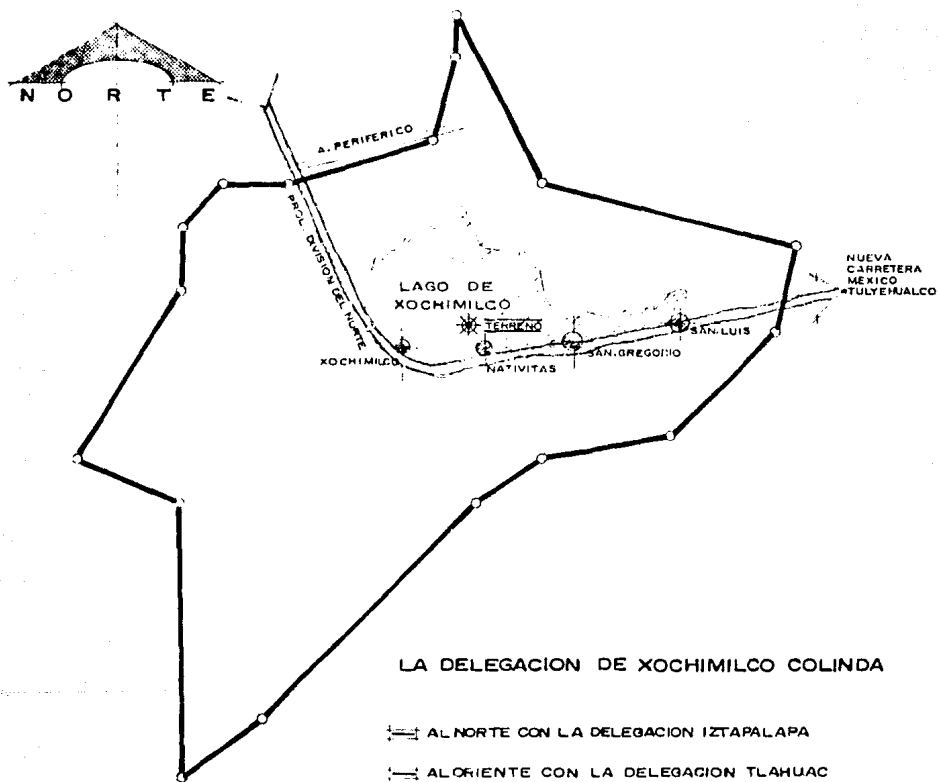 NORTE
A. PERIFERICO
PROL. DIVISION DEL NORTE
LAGO DE
XOCHIMILCO
TERRENO
XOCHIMILCO
NATIVITAS
SAN.GREGORIO
SAN.LUIS
NUEVA
CARRETERA
MEXICO
TULYEHUALCO
LA DELEGACION DE XOCHIMILCO COLINDA
AL NORTE CON LA DELEGACION IZTAPALAPA
AL ORIENTE CON LA DELEGACION TLAHUAC